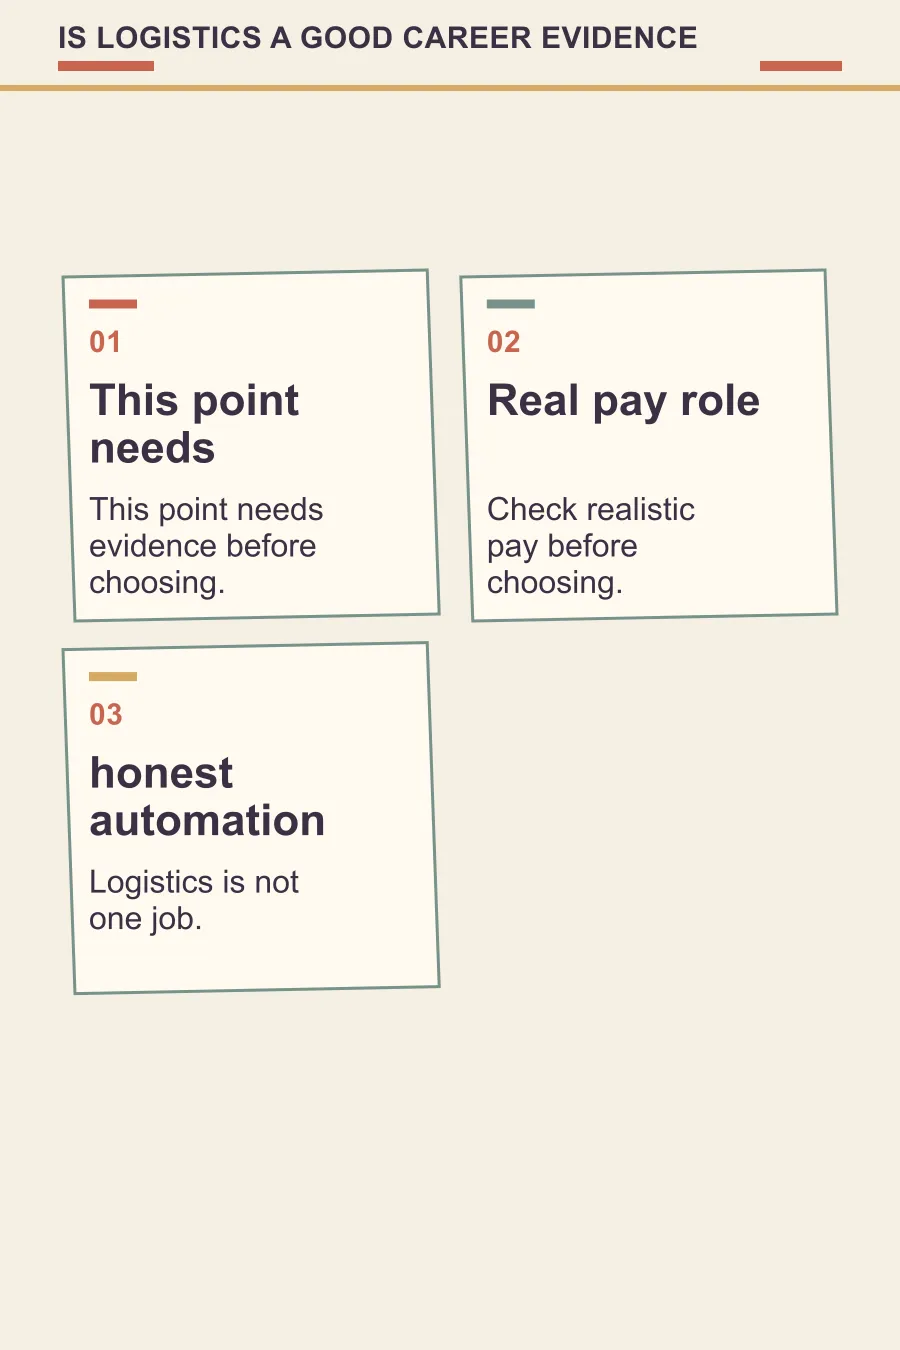 IS LOGISTICS A GOOD CAREER EVIDENCE
01
This point
needs
This point needs
evidence before
choosing.
02
Real pay role
Check realistic
pay before
choosing.
03
honest
automation
Logistics is not
one job.